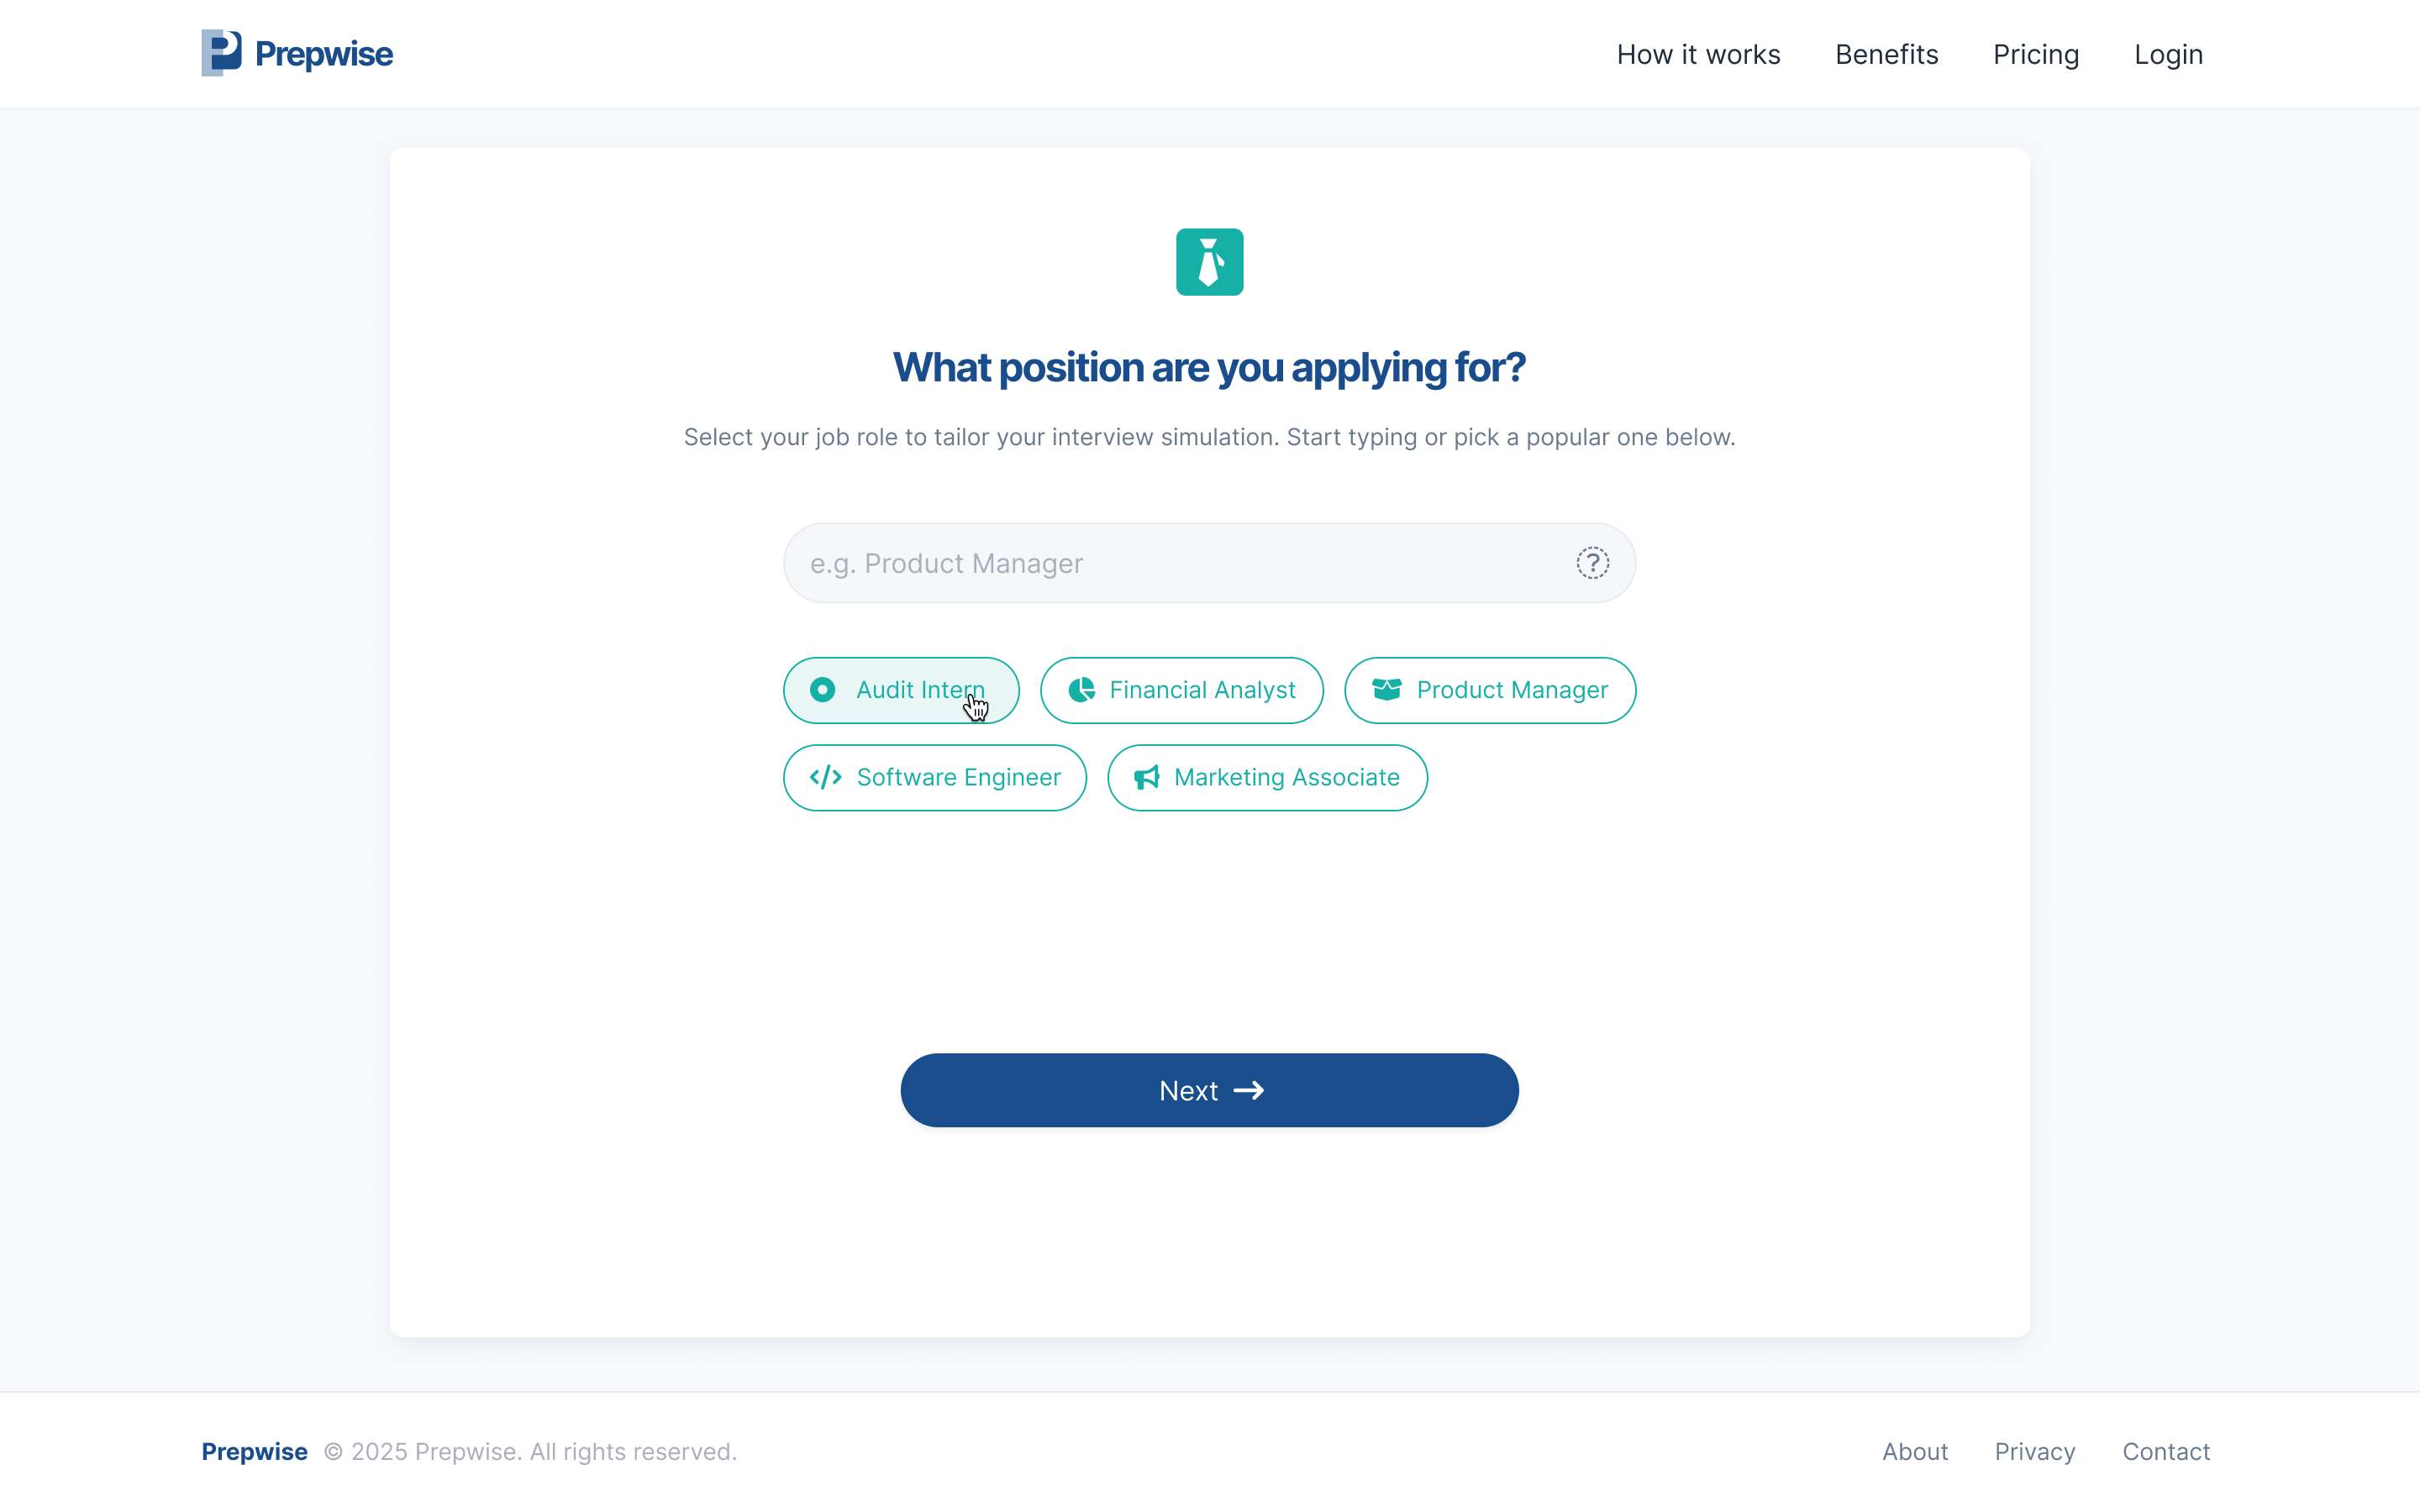 Prepwise
How it works
Benefits
Pricing
Login
What position are you applying for?
Select your job role to tailor your interview simulation. Start typing or pick a popular one below.
e.g. Product Manager
?
Audit Intern
Financial Analyst
Product Manager
</> Software Engineer
Marketing Associate
Next →
Prepwise © 2025 Prepwise. All rights reserved.
About
Privacy
Contact